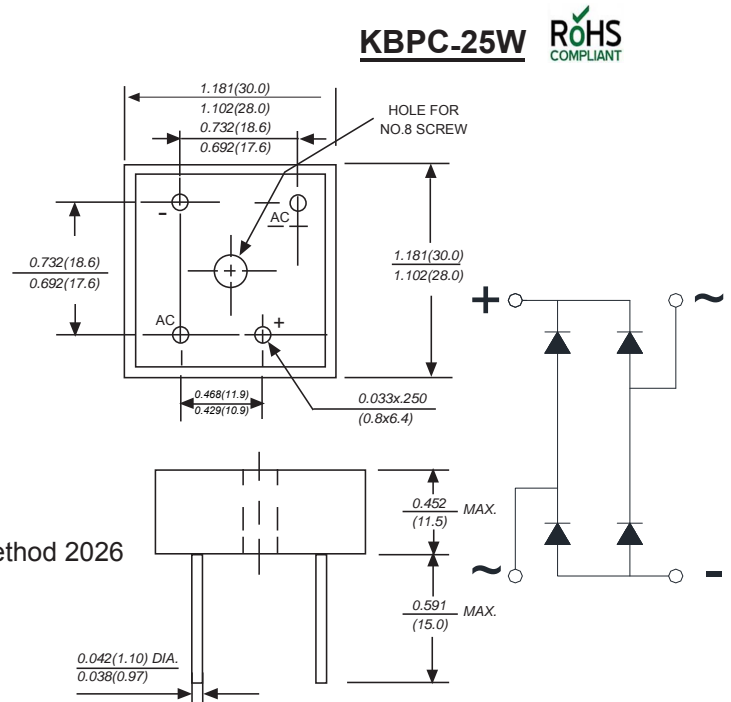 KBPC-25W
RoHS
COMPLIANT
1.181(30.0)
1.102(28.0)
0.732(18.6)
0.692(17.6)
HOLE FOR
NO.8 SCREW
-
AC
0.732(18.6)
0.692(17.6)
1.181(30.0)
1.102(28.0)
AC
+
0.468(11.9)
0.429(10.9)
0.033x.250
(0.8x6.4)
+
~
~
-
0.452
(11.5)
MAX.
ethod 2026
0.591
(15.0)
MAX.
0.042(1.10) DIA.
0.038(0.97)